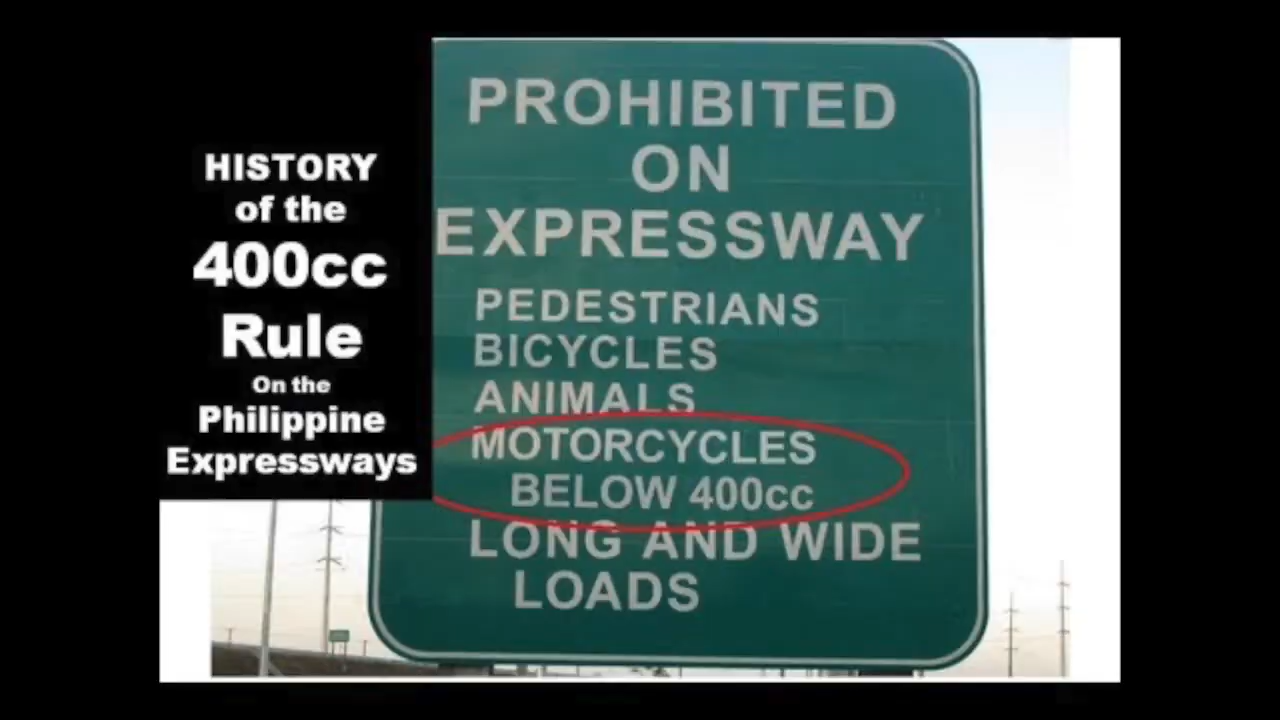 HISTORY
of the
400cc
Rule
On the
Philippine
Expressways
PROHIBITED
ON
EXPRESSWAY
PEDESTRIANS
BICYCLES
ANIMALS
MOTORCYCLES
BELOW 400cc
LONG AND WIDE
LOADS